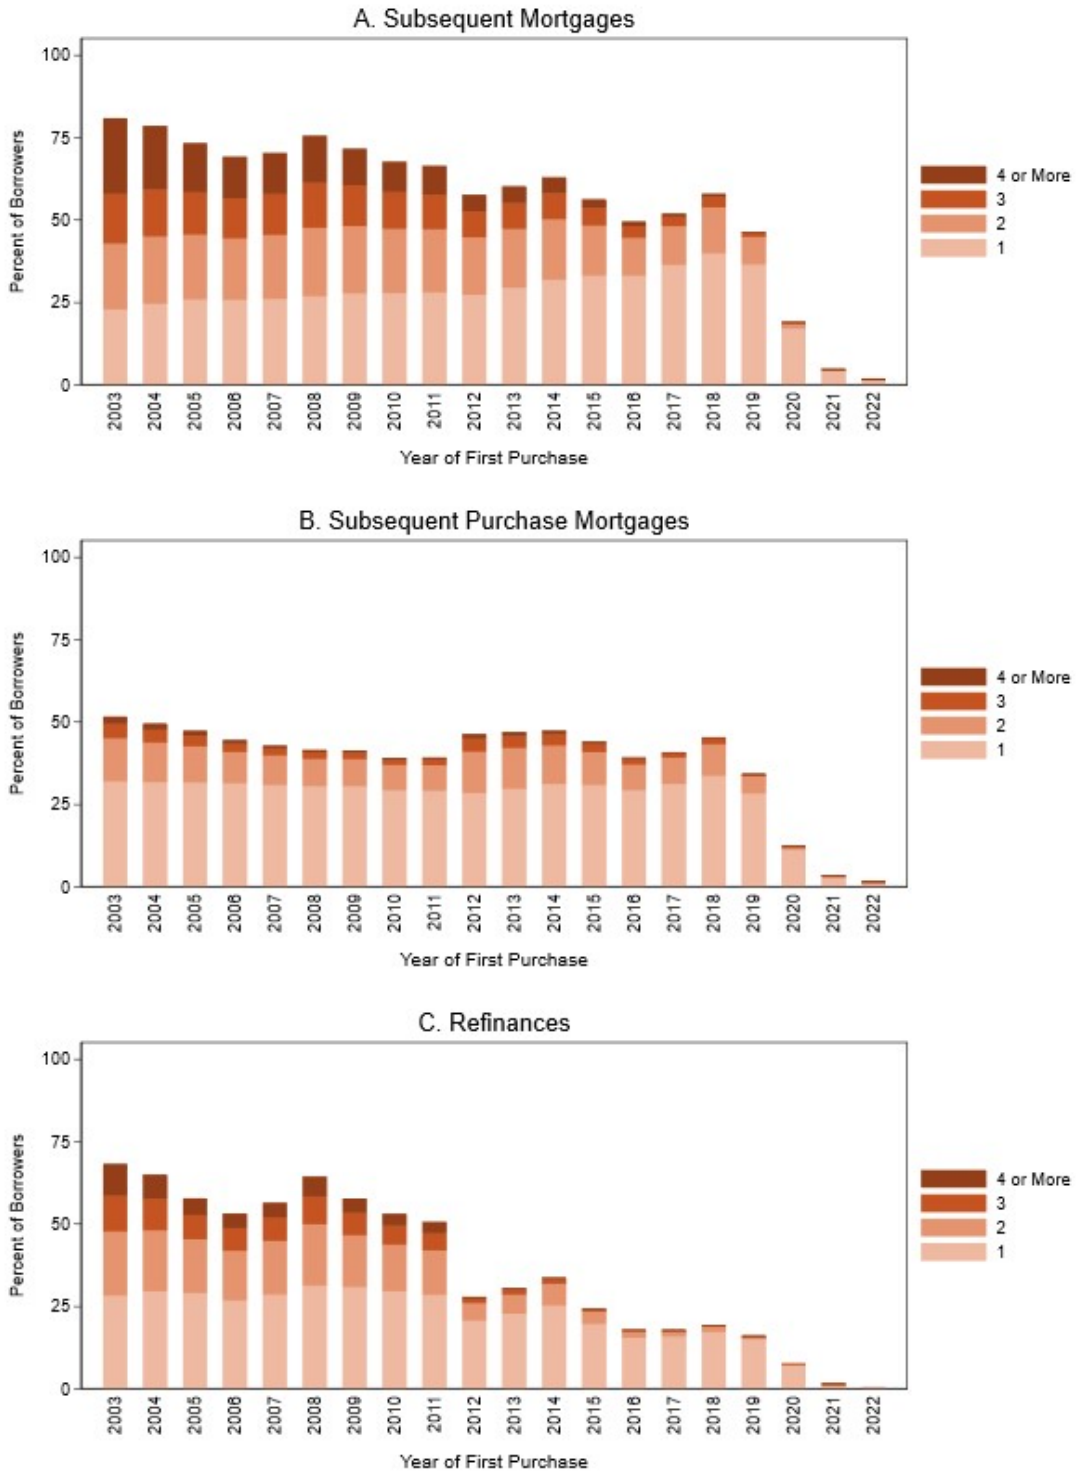 A. Subsequent Mortgages
Percent of Borrowers
100
75
50
25
0
2003 2004 2005 2006 2007 2008 2009 2010 2011 2012 2013 2014 2015 2016 2017 2018 2019 2020 2021 2022
Year of First Purchase
4 or More
3
2
1
B. Subsequent Purchase Mortgages
Percent of Borrowers
100
75
50
25
0
2003 2004 2005 2006 2007 2008 2009 2010 2011 2012 2013 2014 2015 2016 2017 2018 2019 2020 2021 2022
Year of First Purchase
4 or More
3
2
1
C. Refinances
Percent of Borrowers
100
75
50
25
0
2003 2004 2005 2006 2007 2008 2009 2010 2011 2012 2013 2014 2015 2016 2017 2018 2019 2020 2021 2022
Year of First Purchase
4 or More
3
2
1